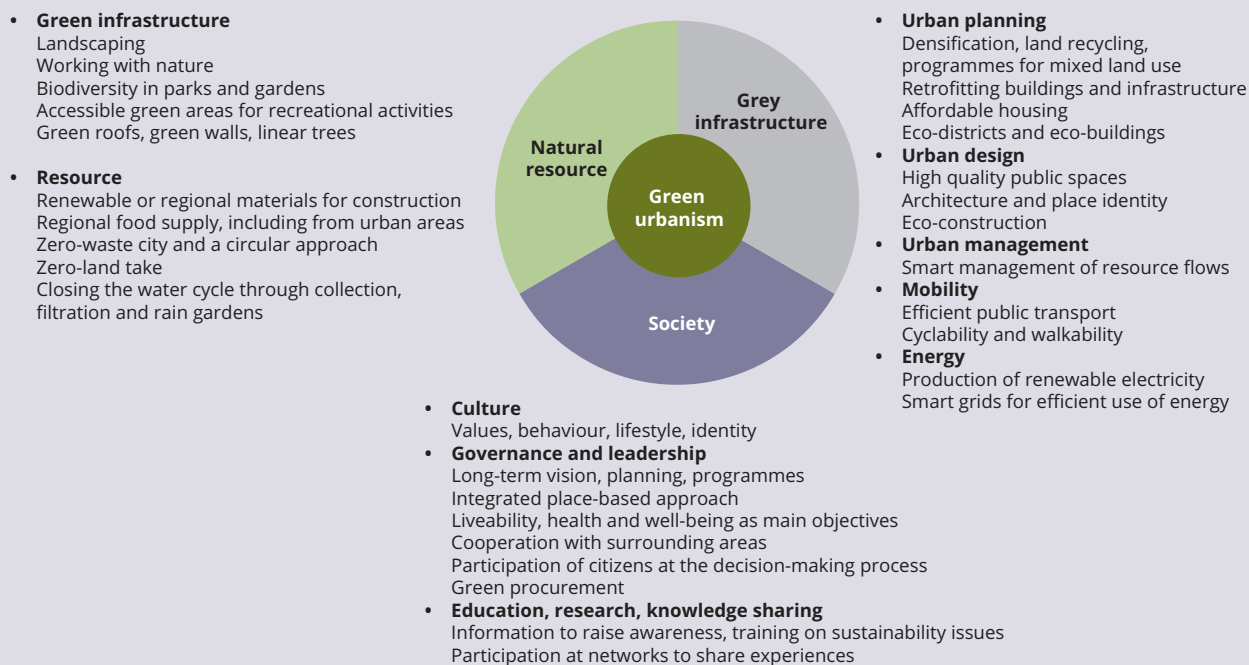 • Green infrastructure
Landscaping
Working with nature
Biodiversity in parks and gardens
Accessible green areas for recreational activities
Green roofs, green walls, linear trees
• Resource
Renewable or regional materials for construction
Regional food supply, including from urban areas
Zero-waste city and a circular approach
Zero-land take
Closing the water cycle through collection,
filtration and rain gardens
Natural
resource
Grey
infrastructure
Green
urbanism
Society
• Urban planning
Densification, land recycling,
programmes for mixed land use
Retrofitting buildings and infrastructure
Affordable housing
Eco-districts and eco-buildings
• Urban design
High quality public spaces
Architecture and place identity
Eco-construction
• Urban management
Smart management of resource flows
• Mobility
Efficient public transport
Cyclability and walkability
• Energy
Production of renewable electricity
Smart grids for efficient use of energy
• Culture
Values, behaviour, lifestyle, identity
• Governance and leadership
Long-term vision, planning, programmes
Integrated place-based approach
Liveability, health and well-being as main objectives
Cooperation with surrounding areas
Participation of citizens at the decision-making process
Green procurement
• Education, research, knowledge sharing
Information to raise awareness, training on sustainability issues
Participation at networks to share experiences